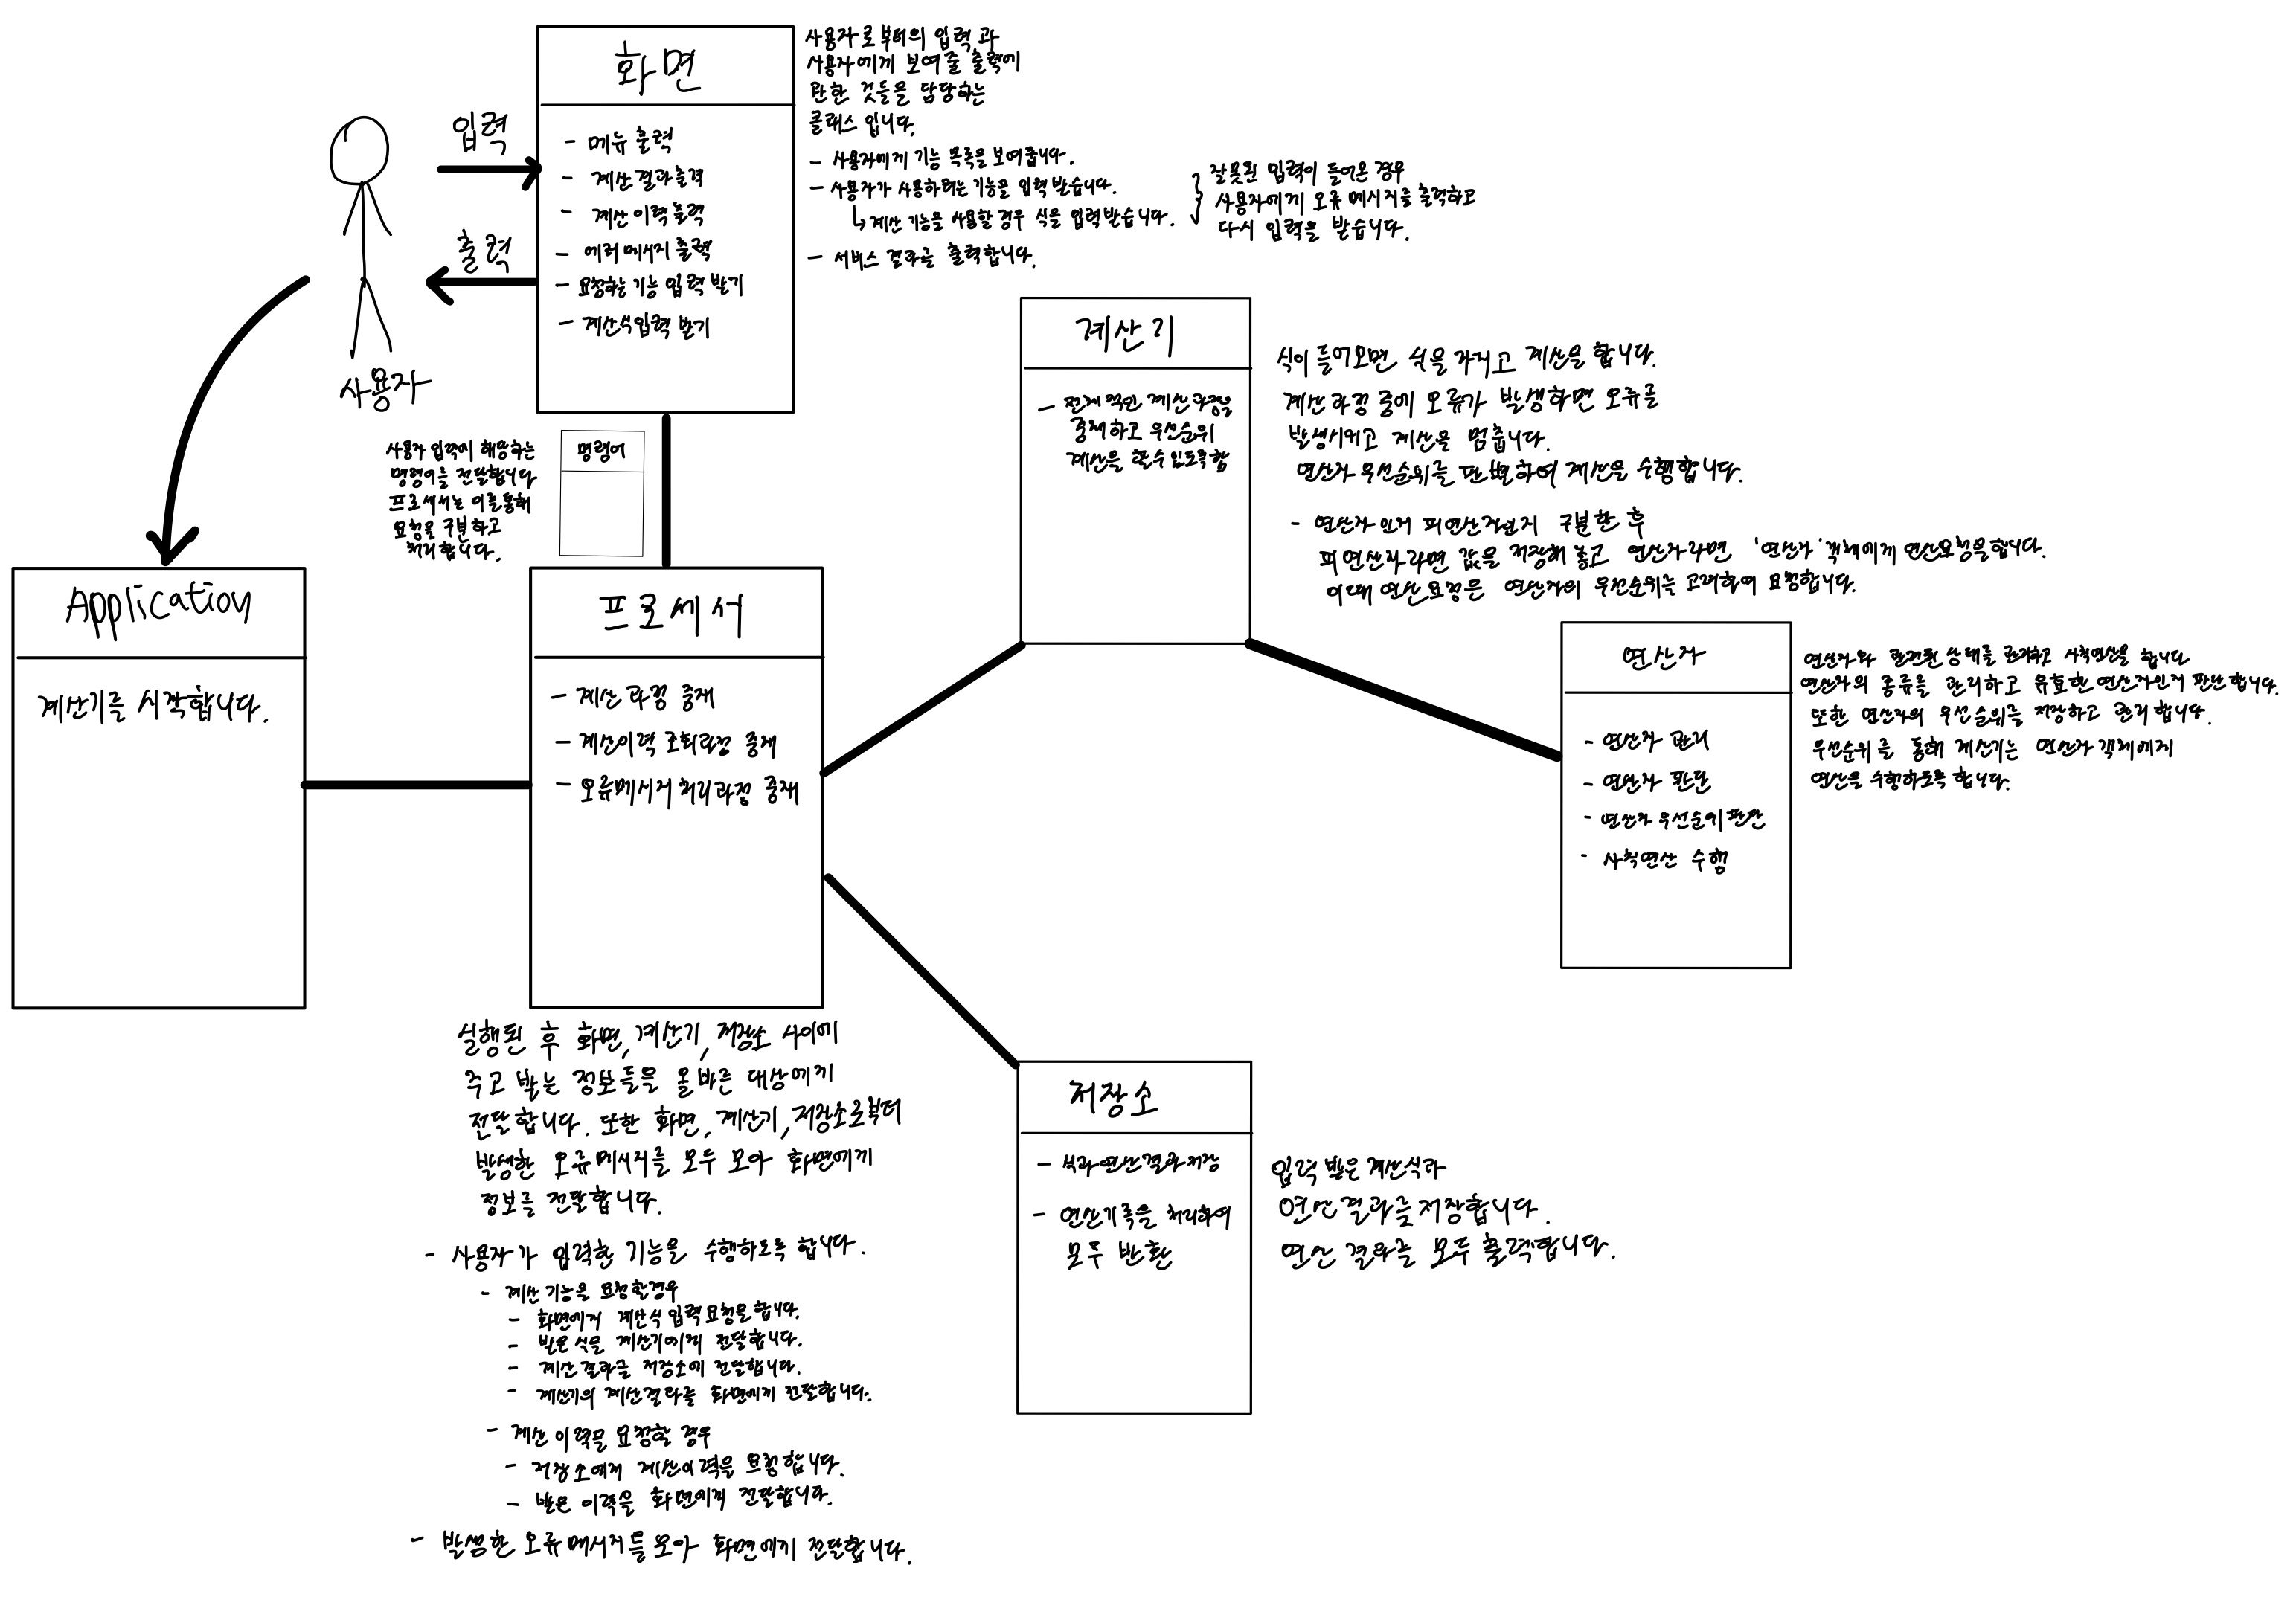 화면
- 메뉴 출력
- 계산 결과 출력
- 계산 이력 출력
- 에러 메시지 출력
- 요청하는 기능 입력 받기
- 계산식 입력 받기
사용자로부터의 입력 과
사용자에게 보여줄 출력에
관한 것들을 담당하는
클래스 입니다.
- 사용자에게 기능 목록을 보여줍니다.
- 사용자가 사용하려는 기능을 입력 받습니다.
↳ 계산 기능을 사용할 경우 식을 입력받습니다.
- 서비스 결과를 출력합니다.
잘못된 입력이 들어온 경우
사용자에게 오류 메시지를 출력하고
다시 입력을 받습니다.
입력
출력
사용자
사용자 입력에 해당하는
명령어를 전달합니다
프로세서는 이를통해
요청을 구분하고
처리합니다.
명령어
Application
계산기를 시작합니다.
프로세서
- 계산 과정 중재
- 계산이력 조회과정 중재
- 오류메시지 처리과정 중재
실행된 후 화면, 계산기, 저장소 사이에
주고 받는 정보들을 올바른 대상에게
전달합니다. 또한 화면, 계산기, 저장소로부터
발생한 오류 메시지를 모두 모아 화면에게
정보를 전달합니다.
- 사용자가 입력한 기능을 수행하도록 합니다.
- 계산 기능을 요청할경우
- 화면에게 계산식 입력 요청을 합니다.
- 받은 식을 계산기에게 전달합니다.
- 계산 결과를 저장소에 전달합니다.
- 계산기의 계산결과를 화면에게 전달합니다.
- 계산 이력을 요청할 경우
- 저장소에게 계산이력을 요청합니다.
- 받은 이력을 화면에게 전달합니다.
- 발생한 오류 메시지들 모아 화면에게 전달합니다.
계산기
- 전체적인 계산 과정을
중재하고 우선순위
계산을 할수있도록함
식이 들어오면 식을 가지고 계산을 합니다.
계산 과정 중에 오류가 발생하면 오류를
발생시키고 계산을 멈춥니다.
연산자 우선순위를 판별하여 계산을 수행합니다.
- 연산자 인지 피연산자인지 구분한 후
피연산자라면 값을 저장해 놓고 연산자라면 '연산자' 객체에게 연산요청을합니다.
이때 연산 요청은 연산자의 우선순위를 고려하여 요청합니다.
연산자
- 연산자 관리
- 연산자 판단
- 연산자 우선순위 판단
- 사칙연산 수행
연산자와 관련된 상태를 관리하고 사칙연산을 합니다
연산자의 종류를 관리하고 유효한 연산자인지 판단합니다.
또한 연산자의 우선순위를 저장하고 관리합니다.
우선순위를 통해 계산기는 연산자 객체에게
연산을 수행하도록 합니다.
저장소
- 식과 연산결과저장
- 연산기록을 처리하여
모두 반환
입력 받은 계산식과
연산 결과를 저장합니다.
연산 결과를 모두 출력합니다.